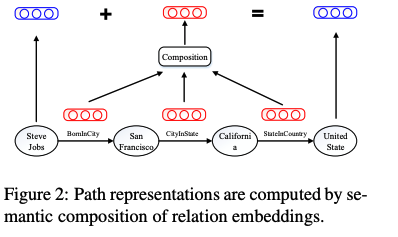 + =
Composition
Steve
Jobs
BornInCity
San
Francisco
CityInState
Californi
a
StateInCountry
United
State
Figure 2: Path representations are computed by se-
mantic composition of relation embeddings.